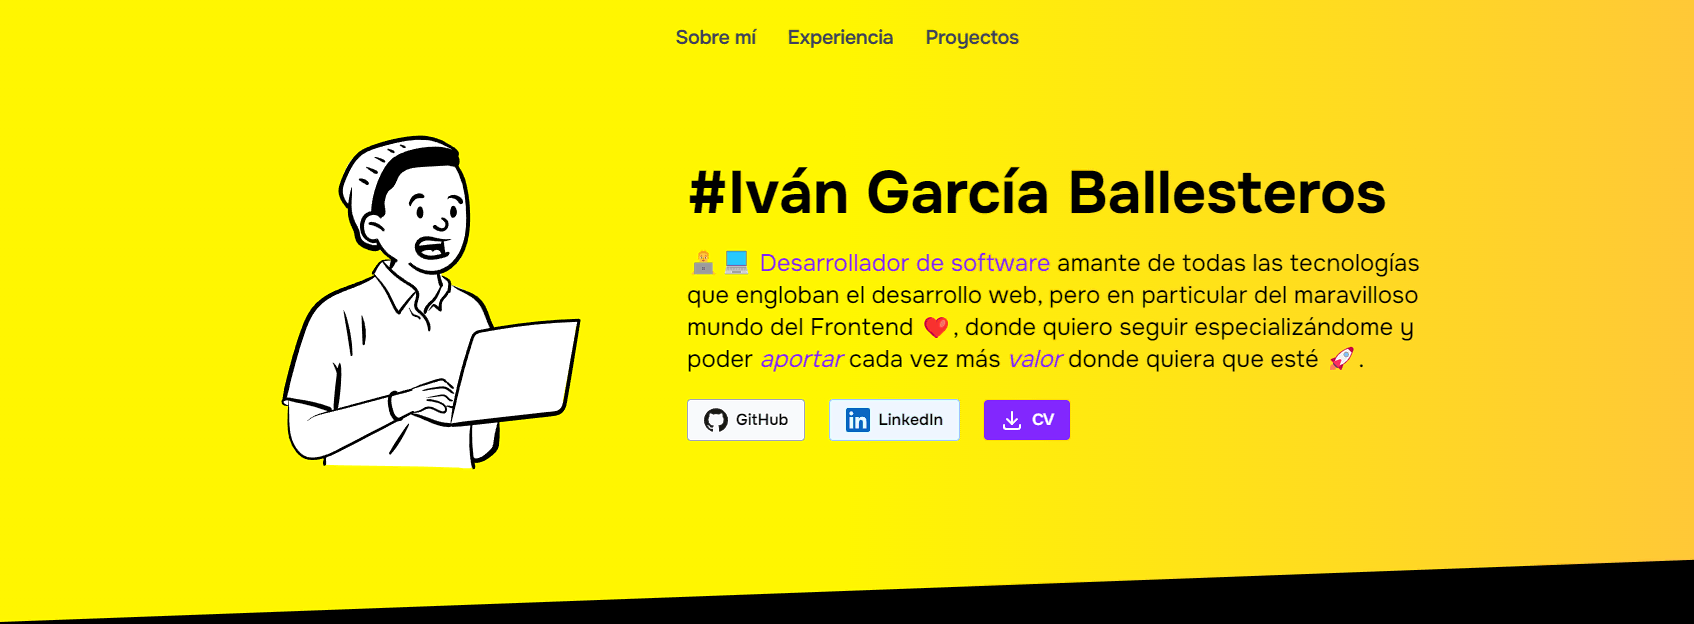 Sobre mí Experiencia Proyectos
#Iván García Ballesteros
🧑‍💻 💻 Desarrollador de software amante de todas las tecnologías
que engloban el desarrollo web, pero en particular del maravilloso
mundo del Frontend ❤️, donde quiero seguir especializándome y
poder aportar cada vez más valor donde quiera que esté 🚀.
GitHub LinkedIn CV